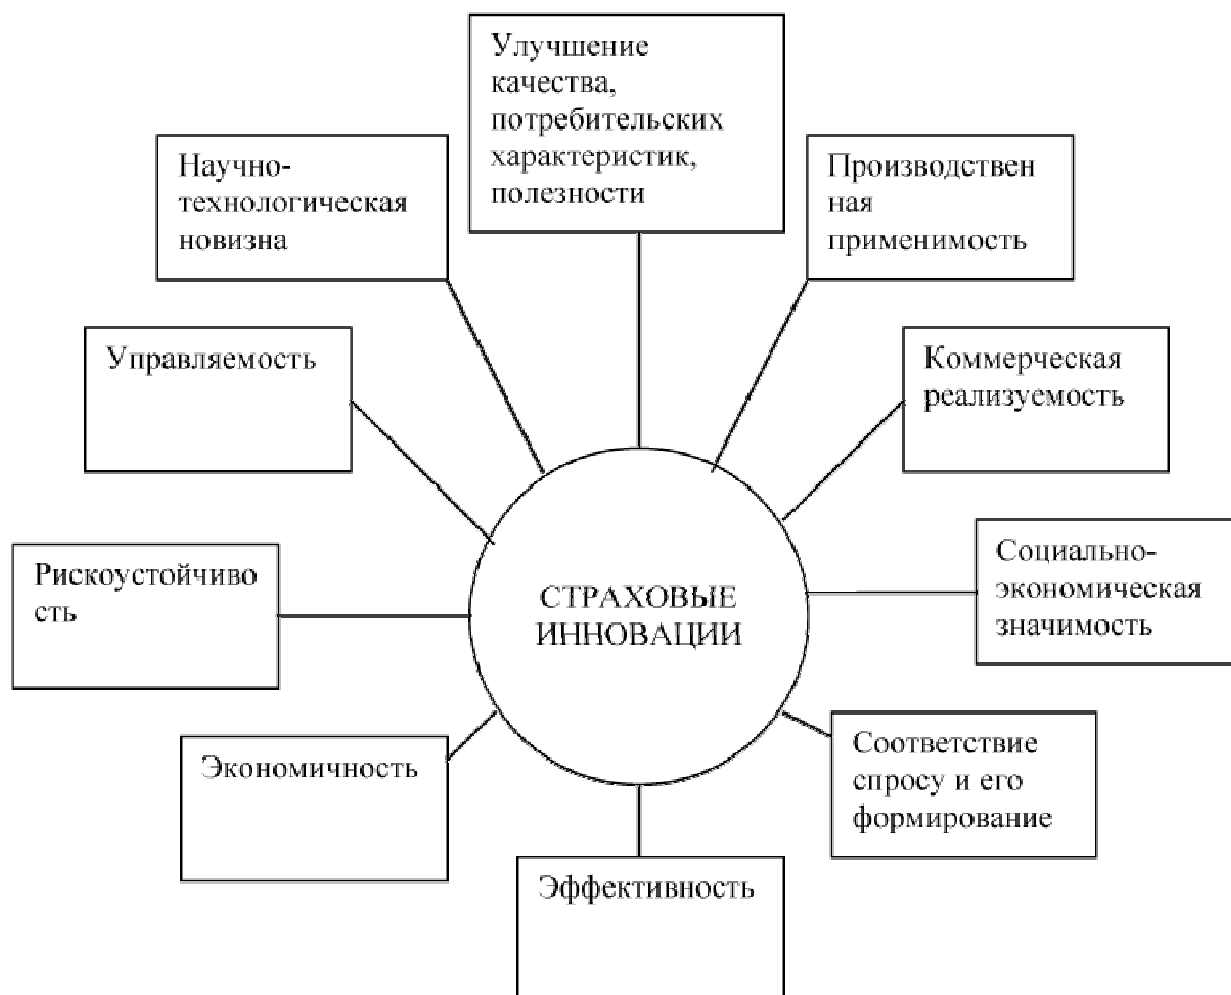 Улучшение
качества,
потребительских
характеристик,
полезности
Научно-
технологическая
новизна
Производствен
ная
применимость
Управляемость
Коммерческая
реализуемость
Рискоустойчиво
сть
СТРАХОВЫЕ
ИННОВАЦИИ
Социально-
экономическая
значимость
Экономичность
Соответствие
спросу и его
формирование
Эффективность